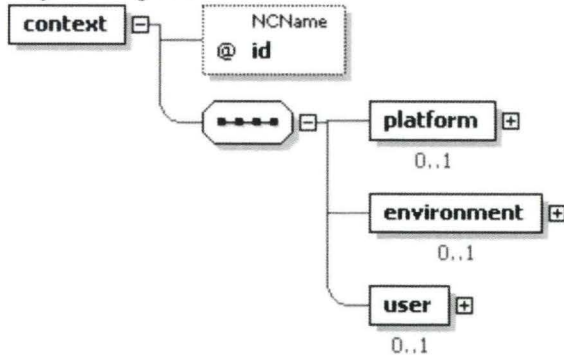 context
NCName
@ id
platform
0..1
environment
0..1
user
0..1